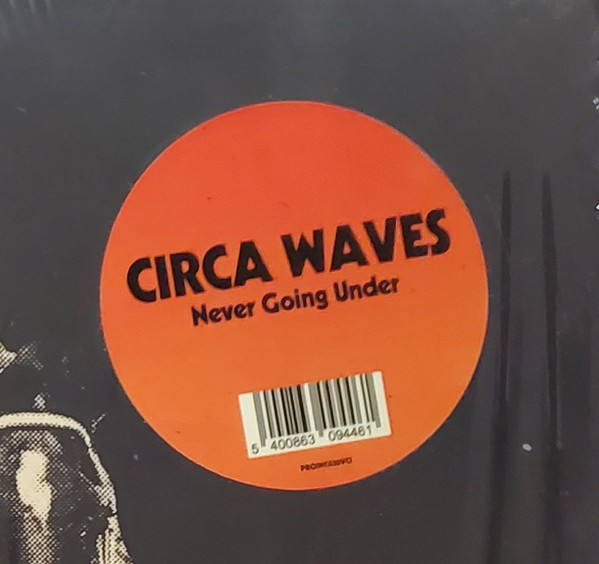 CIRCA WAVES
Never Going Under
5 400863 094461